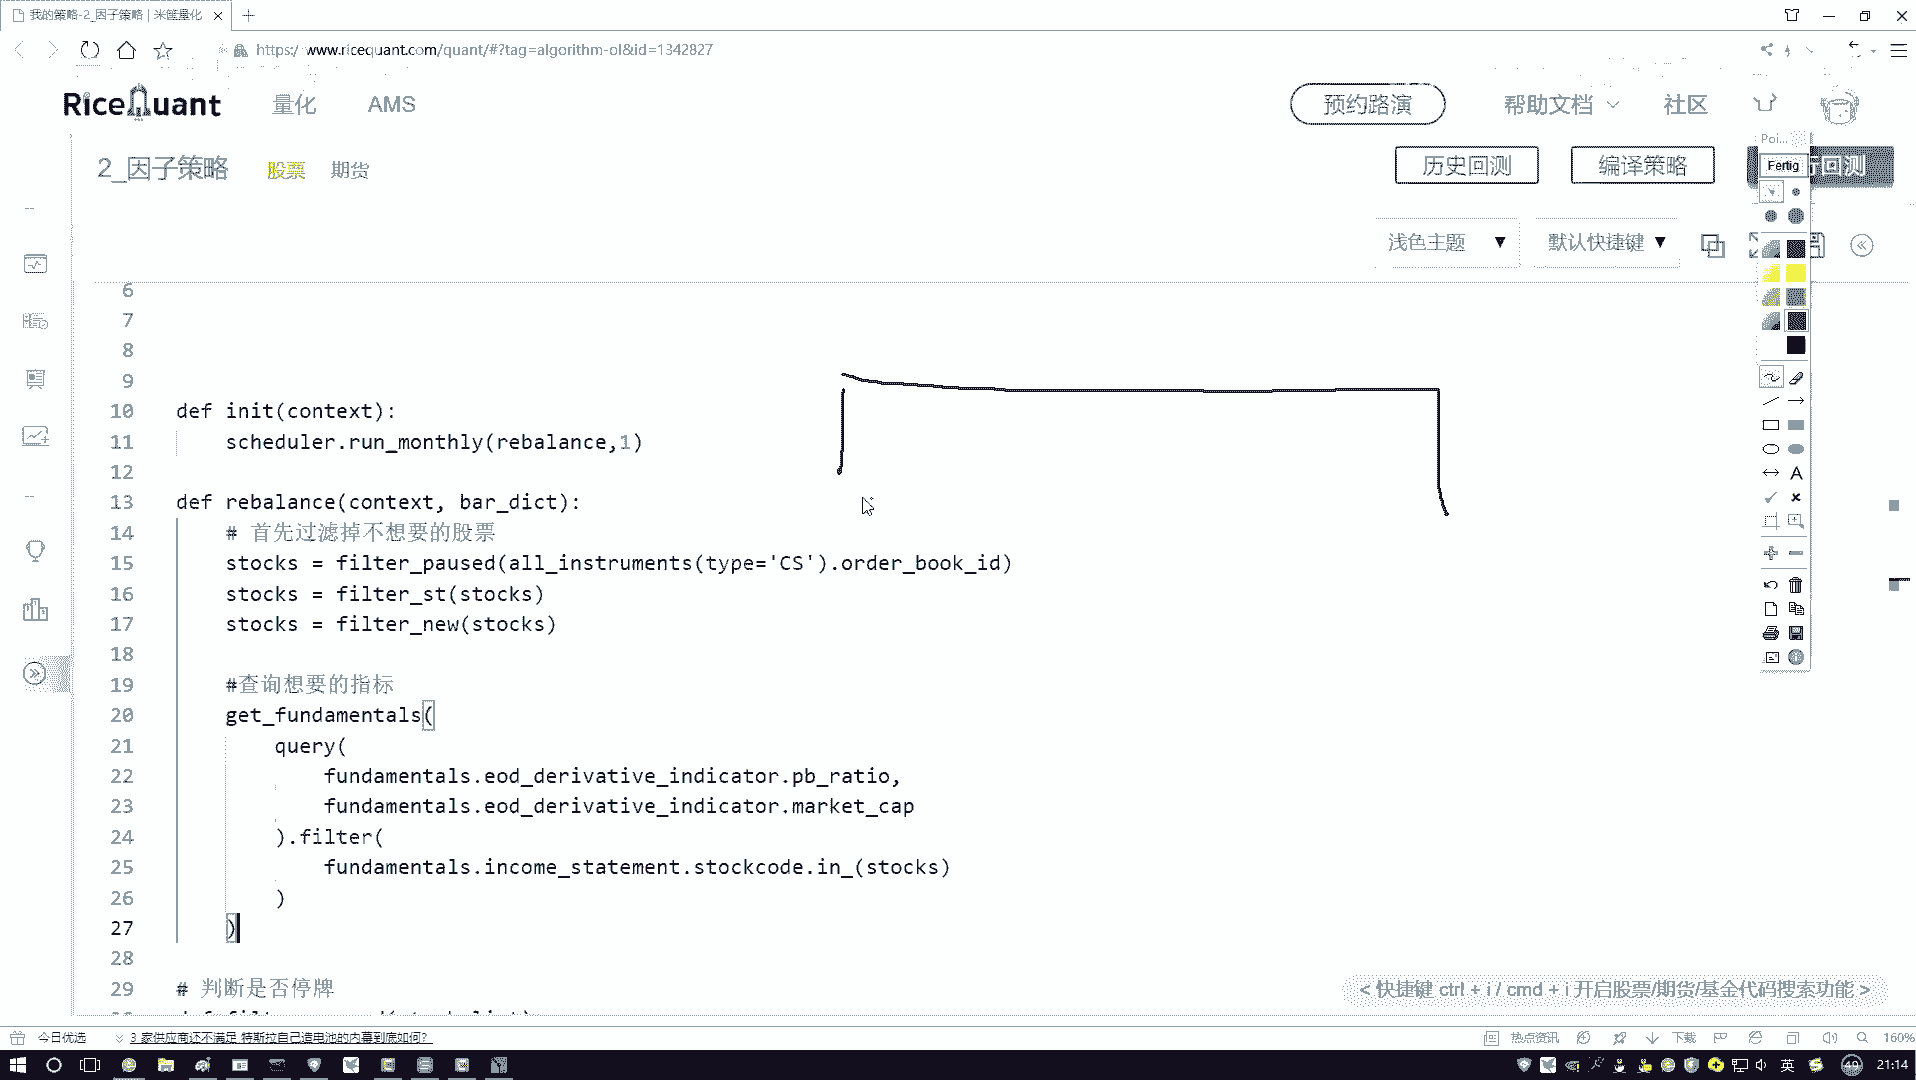 我的策略-2_因子策略 | 米筐量化
https://www.ricequant.com/quant/#?tag=algorithm-ol&id=1342827
RiceQuant 量化 AMS 预约路演 帮助文档 社区
Poi...
2_因子策略 股票 期货 历史回测 编译策略 回测
Fertig
浅色主题 默认快捷键
6
7
8
9
10 def init(context):
11 scheduler.run_monthly(rebalance,1)
12
13 def rebalance(context, bar_dict):
14 # 首先过滤掉不想要的股票
15 stocks = filter_paused(all_instruments(type='CS').order_book_id)
16 stocks = filter_st(stocks)
17 stocks = filter_new(stocks)
18
19 #查询想要的指标
20 get_fundamentals(
21 query(
22 fundamentals.eod_derivative_indicator.pb_ratio,
23 fundamentals.eod_derivative_indicator.market_cap
24 ).filter(
25 fundamentals.income_statement.stockcode.in_(stocks)
26 )
27 )
28
29 # 判断是否停牌
< 快捷键 ctrl + i / cmd + i 开启股票/期货/基金代码搜索功能 >
今日优选 3 家供应商还不满足 特斯拉自己造电池的内幕到底如何? 热点资讯 下载 160%
英 49 21:14